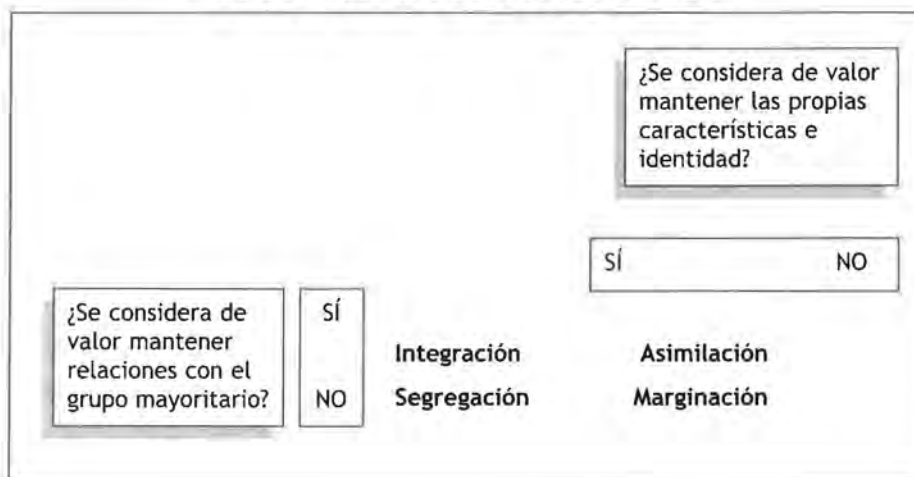 ¿Se considera de valor
mantener las propias
características e
identidad?
SÍ NO
¿Se considera de
valor mantener
relaciones con el
grupo mayoritario?
SÍ
NO
Integración Asimilación
Segregación Marginación